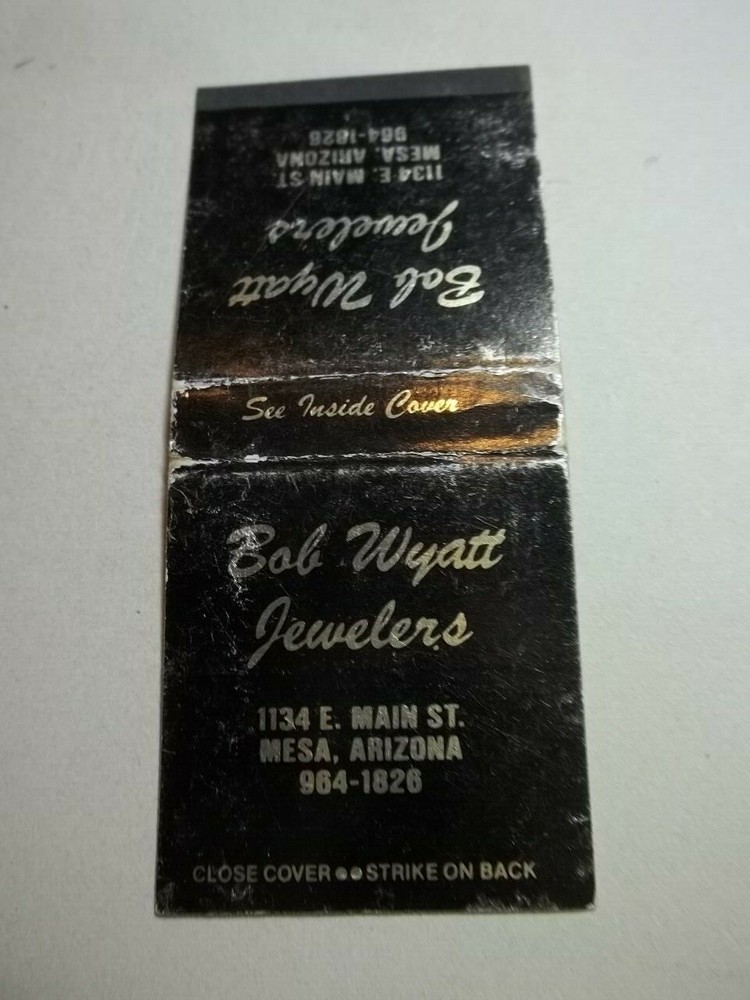 1134 E. MAIN ST
MESA, ARIZONA
964-1826
Bob Wyatt
Jewelers
See Inside Cover
Bob Wyatt
Jewelers
1134 E. MAIN ST.
MESA, ARIZONA
964-1826
CLOSE COVER●●STRIKE ON BACK